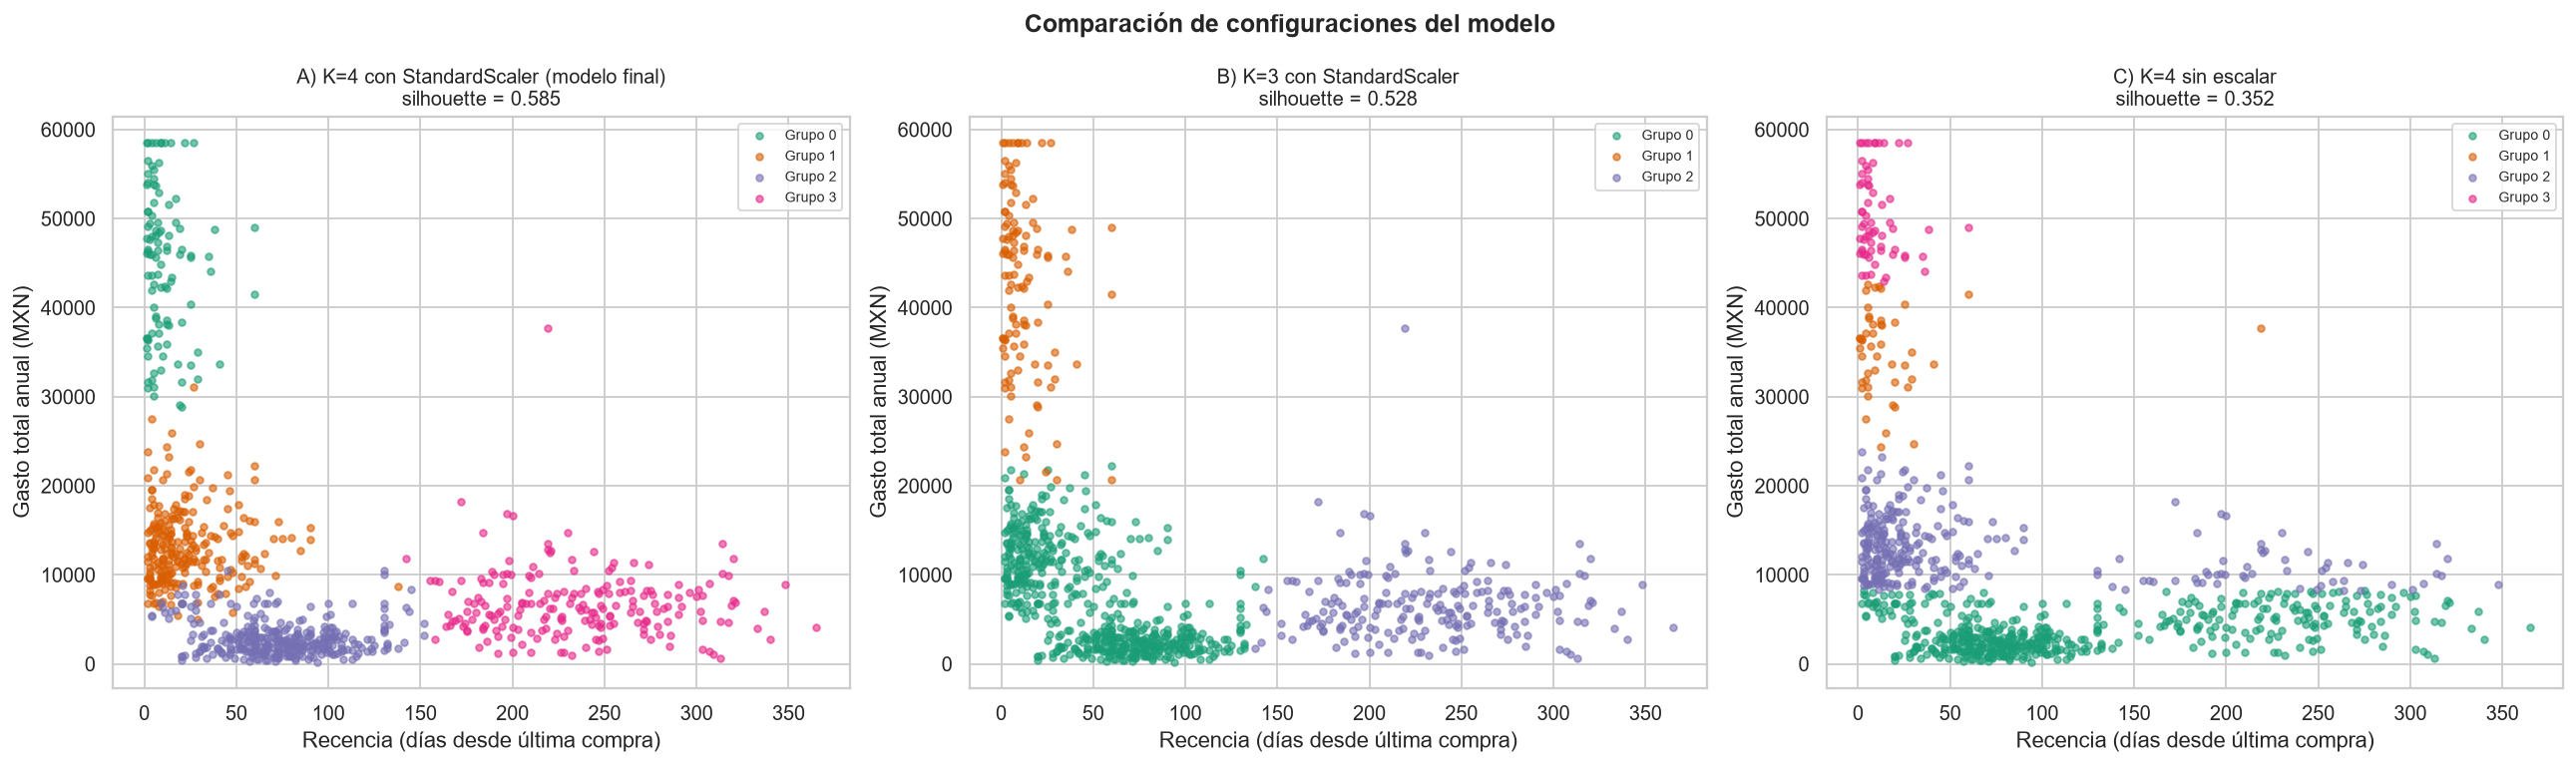 Comparación de configuraciones del modelo
A) K=4 con StandardScaler (modelo final)
silhouette = 0.585
60000
50000
40000
30000
20000
10000
0
Gasto total anual (MXN)
0 50 100 150 200 250 300 350
Recencia (días desde última compra)
Grupo 0
Grupo 1
Grupo 2
Grupo 3
B) K=3 con StandardScaler
silhouette = 0.528
60000
50000
40000
30000
20000
10000
0
Gasto total anual (MXN)
0 50 100 150 200 250 300 350
Recencia (días desde última compra)
Grupo 0
Grupo 1
Grupo 2
C) K=4 sin escalar
silhouette = 0.352
60000
50000
40000
30000
20000
10000
0
Gasto total anual (MXN)
0 50 100 150 200 250 300 350
Recencia (días desde última compra)
Grupo 0
Grupo 1
Grupo 2
Grupo 3